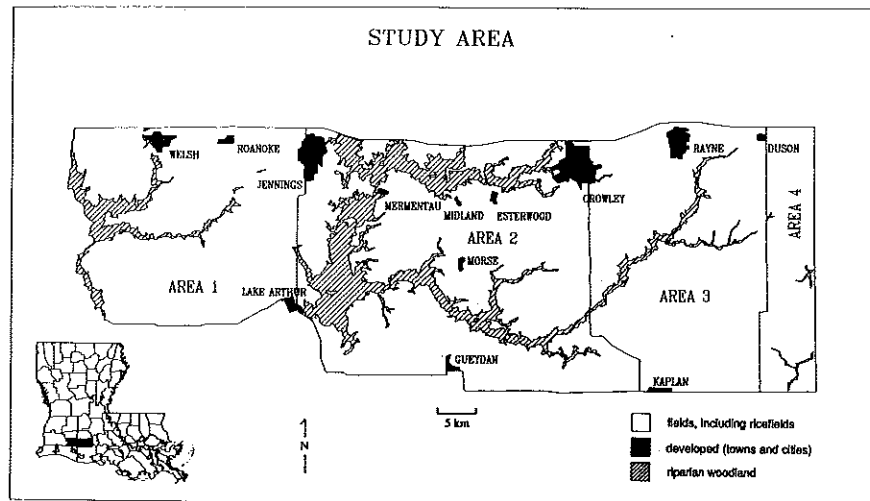 STUDY AREA
WELSH
ROANOKE
JENNINGS
RAYNE
DUSON
MERMENTAU
MIDLAND
ESTERWOOD
CROWLEY
AREA 4
AREA 2
MORSE
AREA 1
LAKE ARTHUR
AREA 3
GUEYDAN
KAPLAN
N
5 km
fields, including ricefields
developed (towns and cities)
riparian woodland